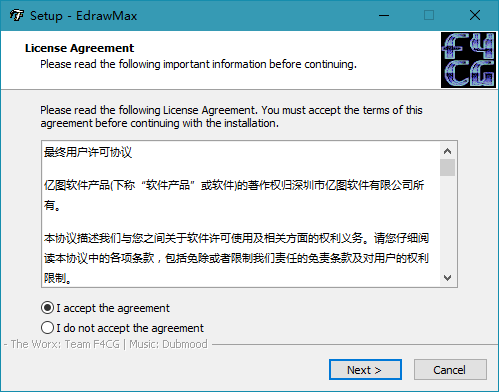 Setup - EdrawMax
License Agreement
Please read the following important information before continuing.
F4
CG
Please read the following License Agreement. You must accept the terms of this
agreement before continuing with the installation.
最终用户许可协议
亿图软件产品(下称“软件产品”或软件)的著作权归深圳市亿图软件有限公司所
有。
本协议描述我们与您之间关于软件许可使用及相关方面的权利义务。请您仔细阅
读本协议中的各项条款，包括免除或者限制我们责任的免责条款及对用户的权利
限制。
I accept the agreement
I do not accept the agreement
The Worx: Team F4CG | Music: Dubmood
Next >
Cancel